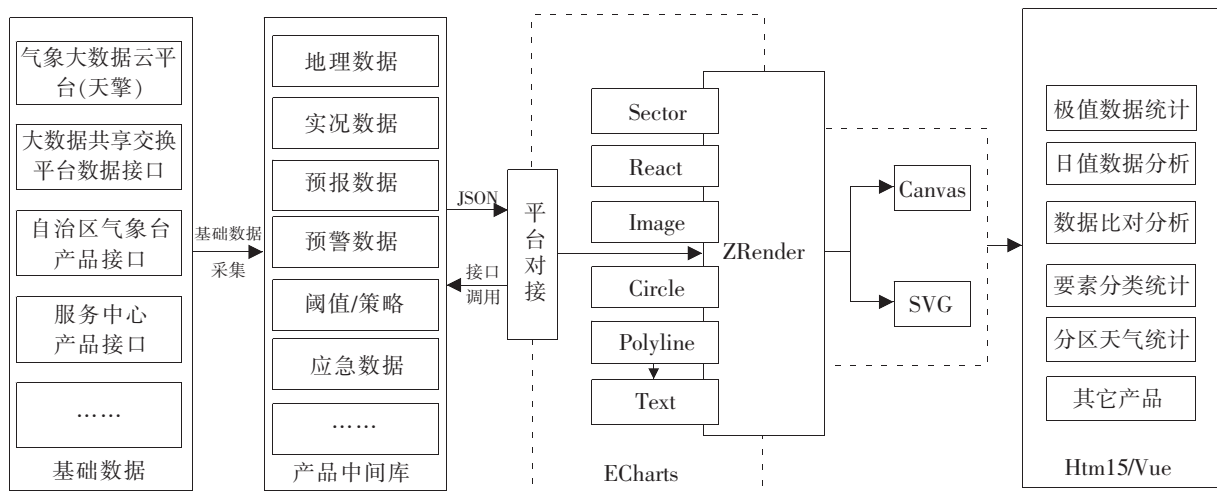 气象大数据云平
台(天擎)
大数据共享交换
平台数据接口
自治区气象台
产品接口
服务中心
产品接口
……
基础数据
基础数据
采集
地理数据
实况数据
预报数据
预警数据
阈值/策略
应急数据
……
产品中间库
JSON
接口
调用
平台对接
Sector
React
Image
Circle
Polyline
Text
ZRender
ECharts
Canvas
SVG
极值数据统计
日值数据分析
数据比对分析
要素分类统计
分区天气统计
其它产品
Htm15/Vue